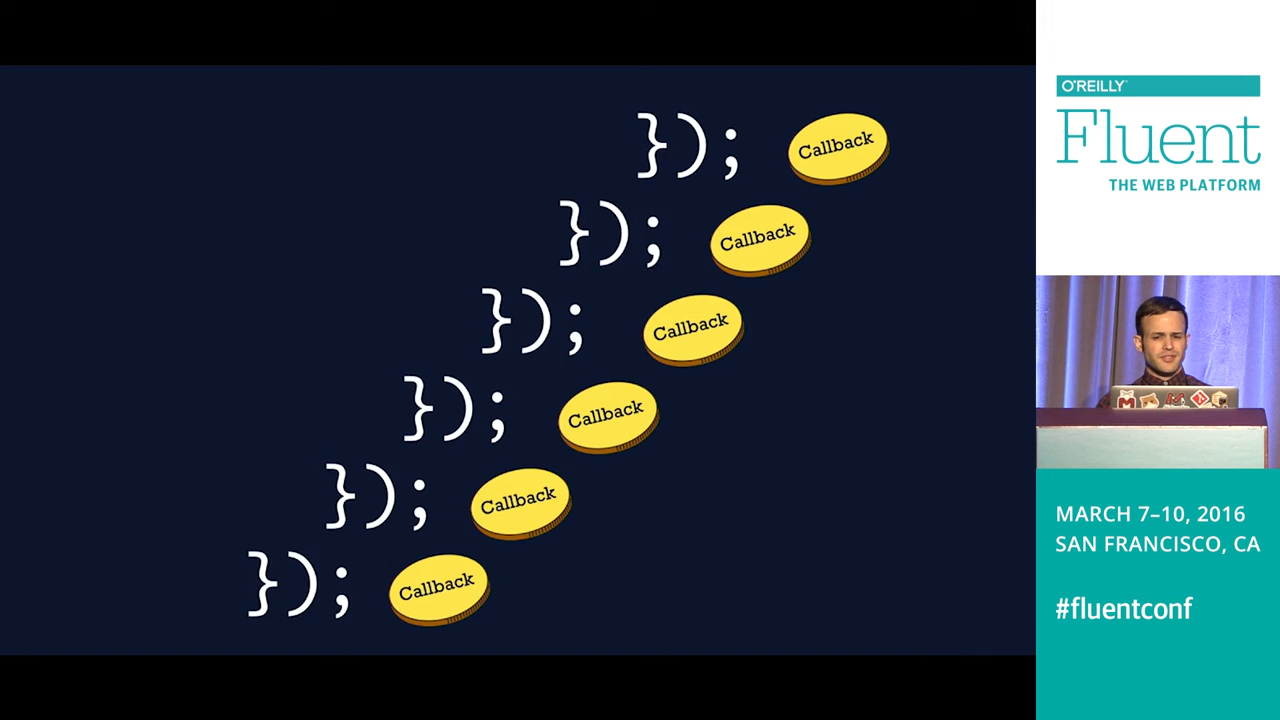 }); Callback
}); Callback
}); Callback
}); Callback
}); Callback
}); Callback
O'REILLY
Fluent
THE WEB PLATFORM
MARCH 7–10, 2016
SAN FRANCISCO, CA
#fluentconf